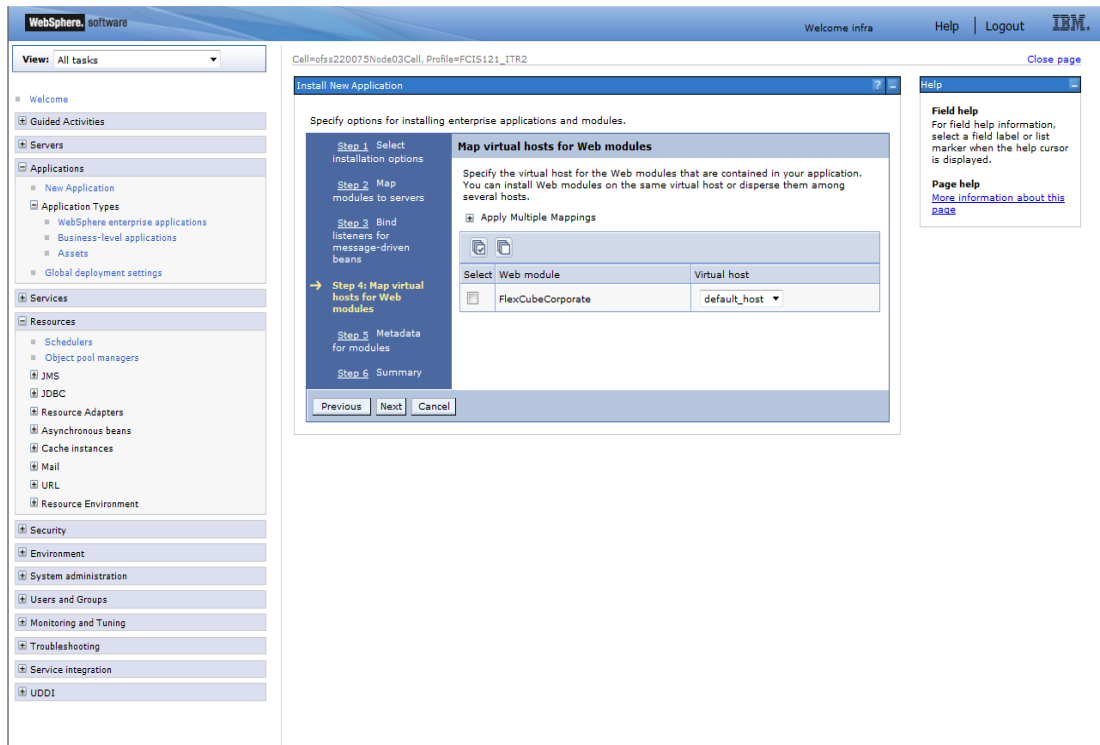 WebSphere. software
Welcome infra
Help
Logout
IBM.
View: All tasks
Welcome
Guided Activities
Servers
Applications
New Application
Application Types
WebSphere enterprise applications
Business-level applications
Assets
Global deployment settings
Services
Resources
Schedulers
Object pool managers
JMS
JDBC
Resource Adapters
Asynchronous beans
Cache instances
Mail
URL
Resource Environment
Security
Environment
System administration
Users and Groups
Monitoring and Tuning
Troubleshooting
Service integration
UDDI
Cell=ofss220075Node03Cell, Profile=FCIS121_ITR2
Close page
Install New Application
?
Specify options for installing enterprise applications and modules.
Step 1 Select
installation options
Step 2 Map
modules to servers
Step 3 Bind
listeners for
message-driven
beans
Step 4: Map virtual
hosts for Web
modules
Step 5 Metadata
for modules
Step 6 Summary
Map virtual hosts for Web modules
Specify the virtual host for the Web modules that are contained in your application.
You can install Web modules on the same virtual host or disperse them among
several hosts.
Apply Multiple Mappings
Select Web module Virtual host
FlexCubeCorporate default_host
Previous Next Cancel
Help
Field help
For field help information,
select a field label or list
marker when the help cursor
is displayed.
Page help
More information about this
page